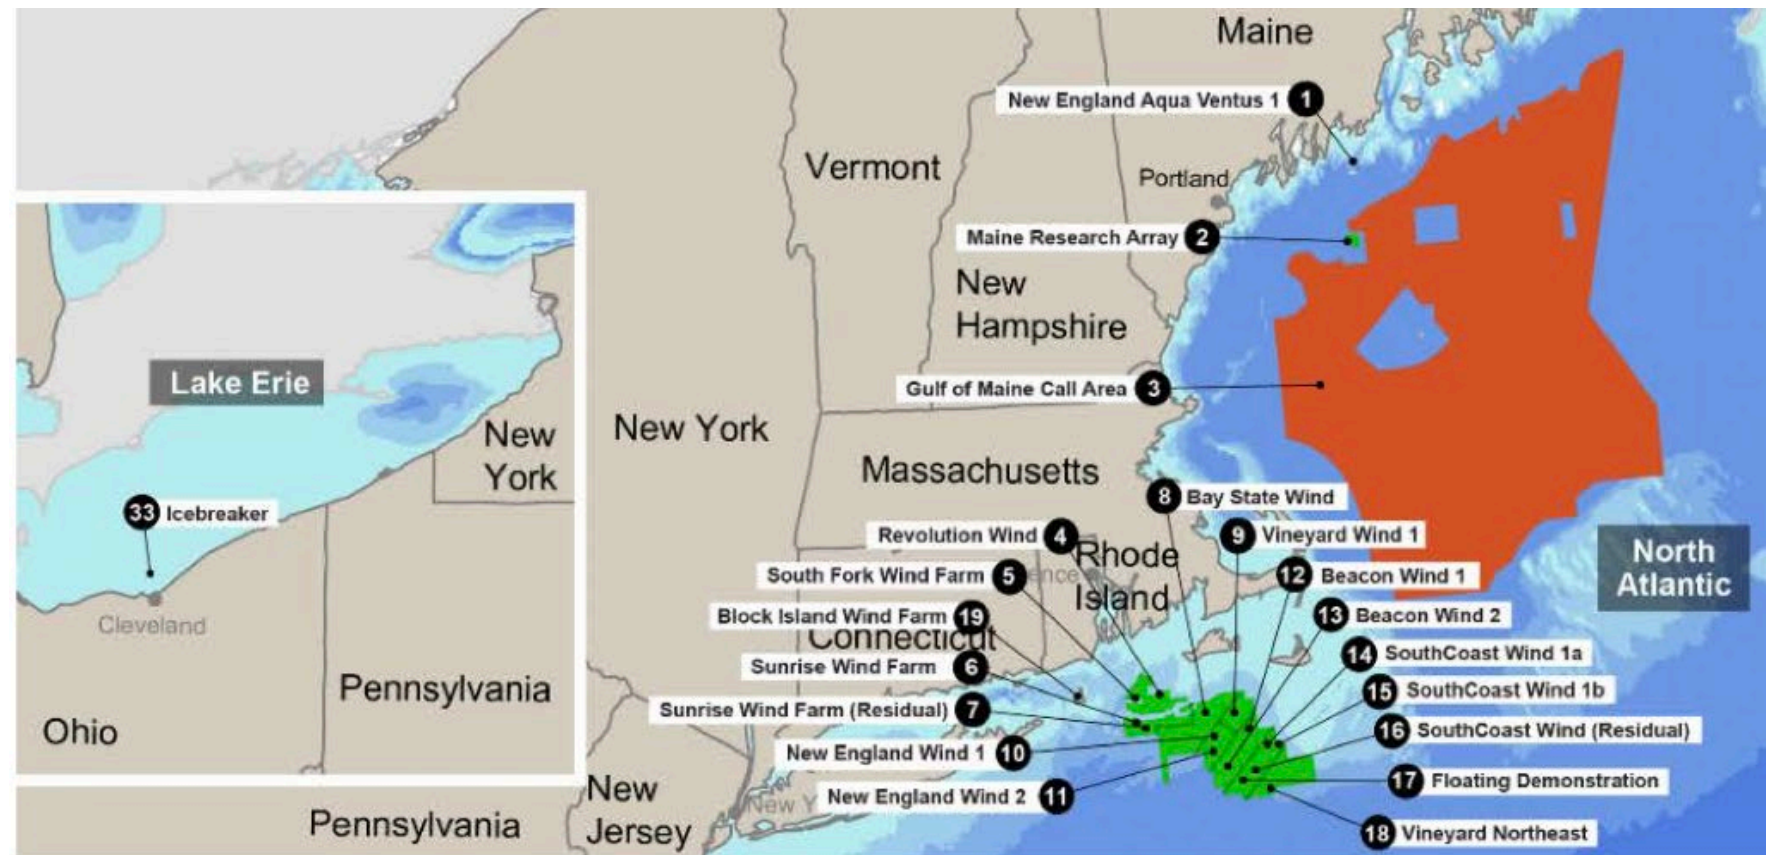 Maine
New England Aqua Ventus 1 1
Vermont
Portland
Maine Research Array 2
New
Hampshire
Lake Erie
Gulf of Maine Call Area 3
New York
New
York
Massachusetts
33 Icebreaker
8 Bay State Wind
Revolution Wind 4
9 Vineyard Wind 1
Rhode
Island
North
Atlantic
South Fork Wind Farm 5
12 Beacon Wind 1
Block Island Wind Farm 19
13 Beacon Wind 2
Cleveland
Connecticut
Sunrise Wind Farm 6
14 SouthCoast Wind 1a
Pennsylvania
15 SouthCoast Wind 1b
Sunrise Wind Farm (Residual) 7
Ohio
16 SouthCoast Wind (Residual)
New England Wind 1 10
17 Floating Demonstration
New England Wind 2 11
New
Jersey
New Y
Pennsylvania
18 Vineyard Northeast